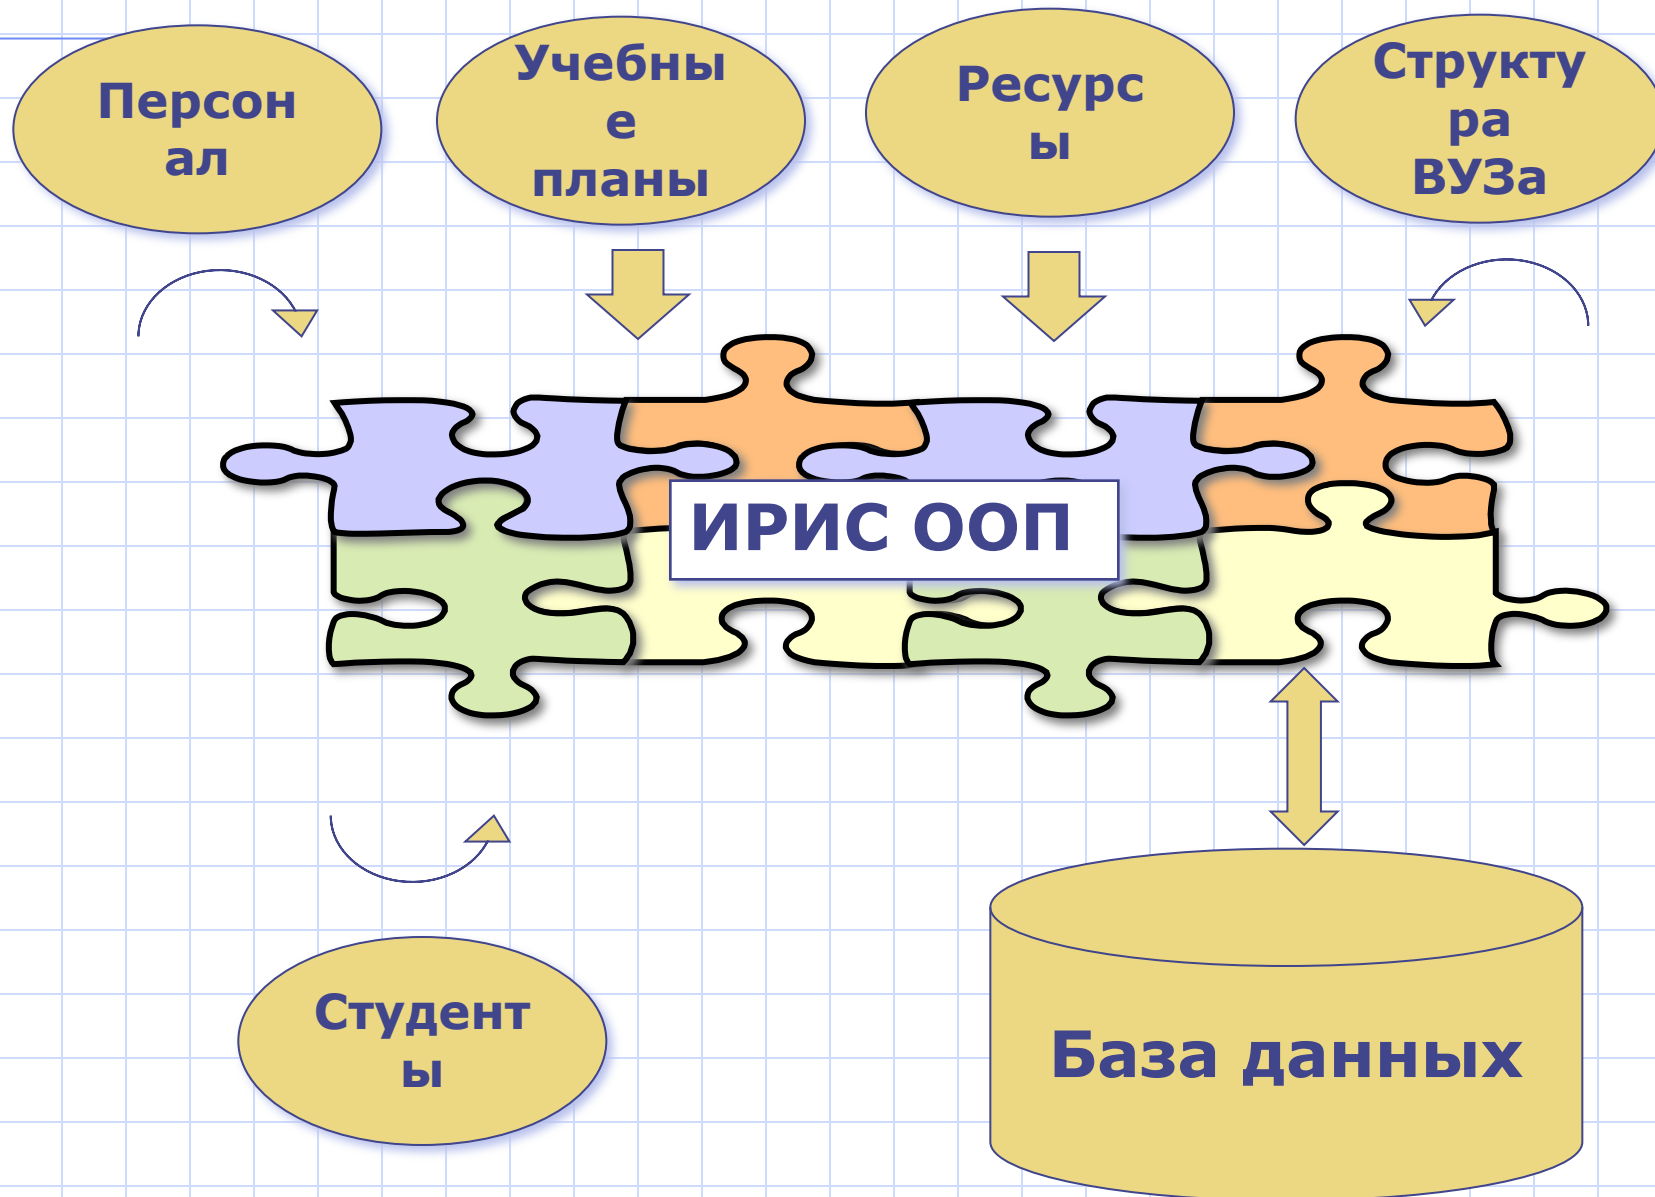 Персон
ал
Учебны
е
планы
Ресурс
ы
Структу
ра
ВУЗа
ИРИС ООП
Студент
ы
База данных